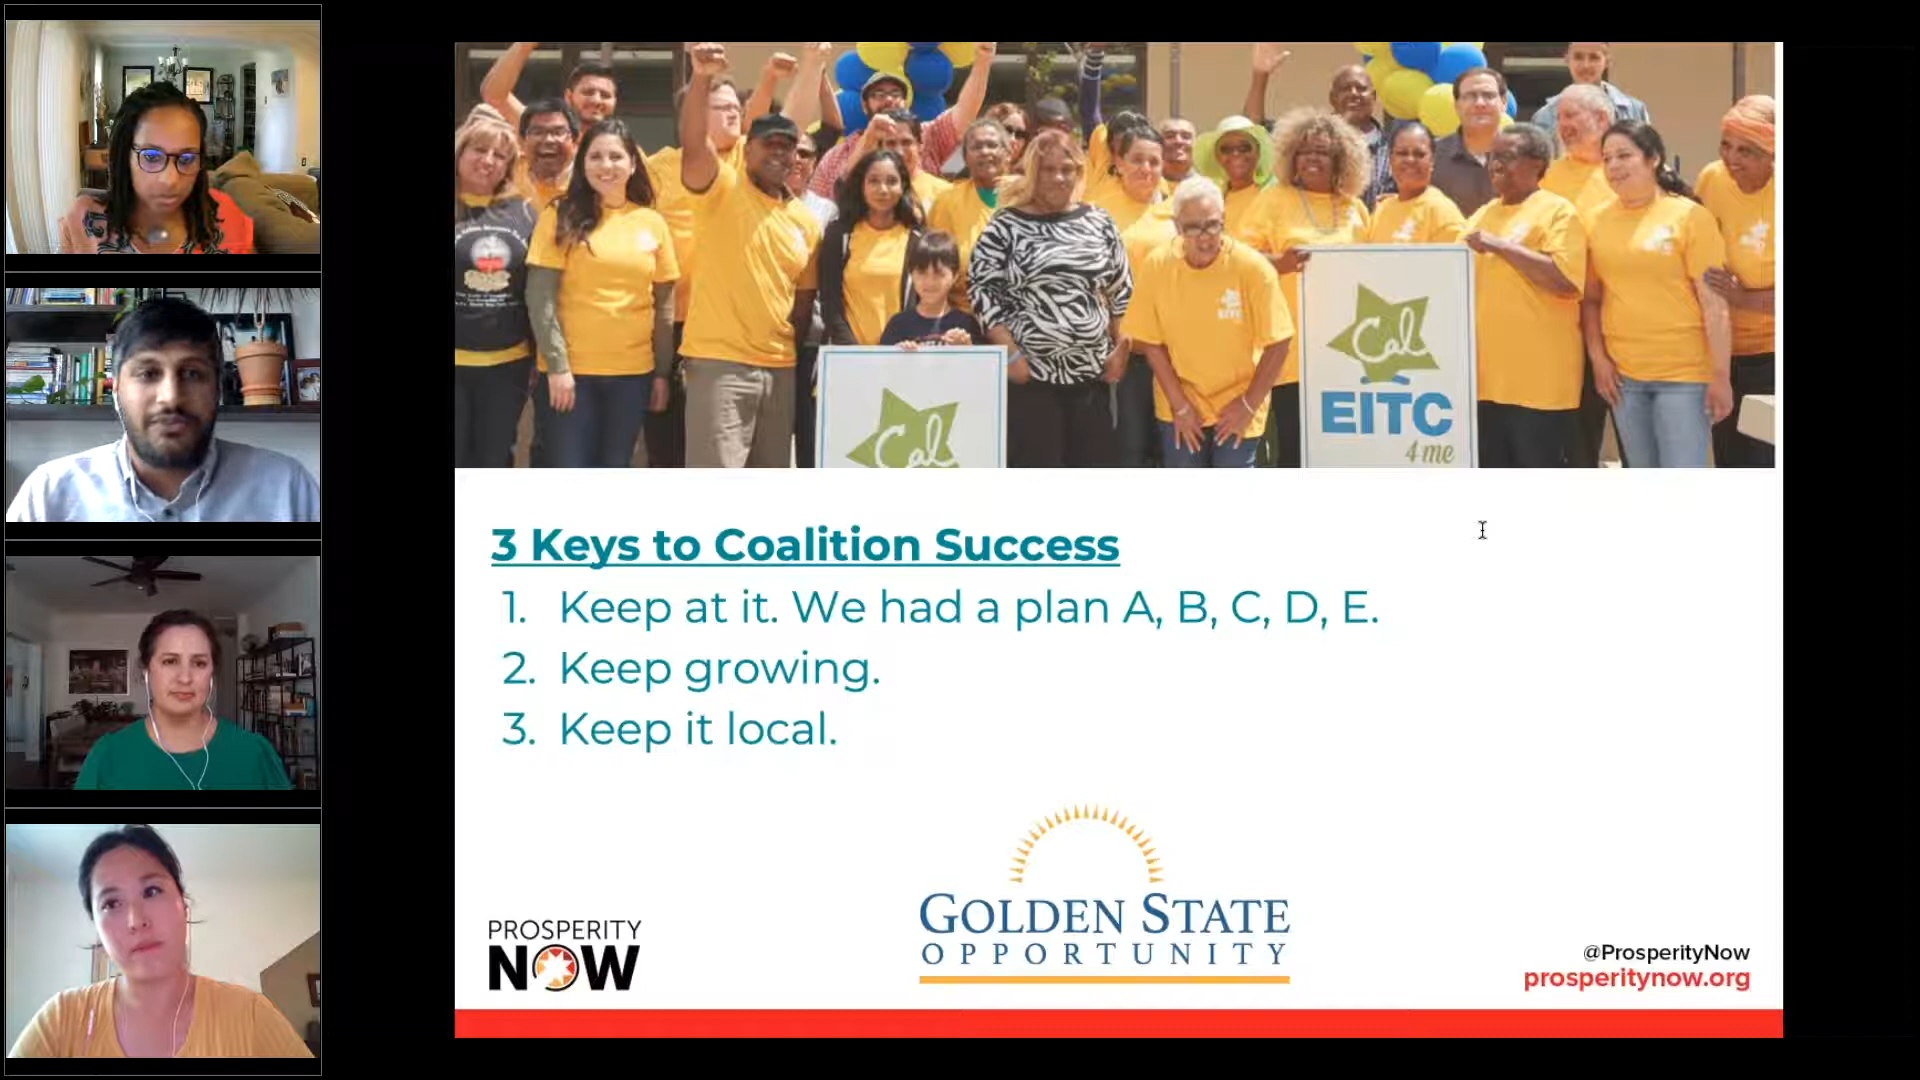 EITC
Cal
Cal
EITC
4 me
3 Keys to Coalition Success
1. Keep at it. We had a plan A, B, C, D, E.
2. Keep growing.
3. Keep it local.
PROSPERITY
NOW
GOLDEN STATE
OPPORTUNITY
@ProsperityNow
prosperitynow.org